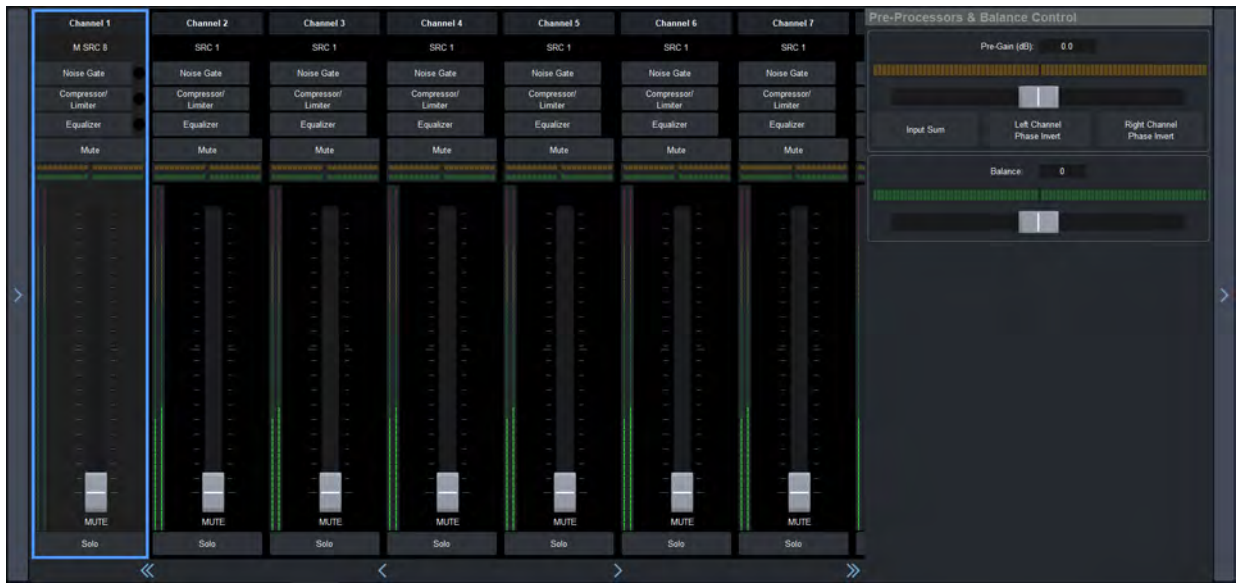 Channel 1
Channel 2
Channel 3
Channel 4
Channel 5
Channel 6
Channel 7
Pre-Processors & Balance Control
M SRC 8
SRC 1
SRC 1
SRC 1
SRC 1
SRC 1
SRC 1
Pre-Gain (dB): 0.0
Noise Gate
Noise Gate
Noise Gate
Noise Gate
Noise Gate
Noise Gate
Noise Gate
Compressor/
Limiter
Compressor/
Limiter
Compressor/
Limiter
Compressor/
Limiter
Compressor/
Limiter
Compressor/
Limiter
Compressor/
Limiter
Equalizer
Equalizer
Equalizer
Equalizer
Equalizer
Equalizer
Equalizer
Input Sum
Left Channel
Phase Invert
Right Channel
Phase Invert
Mute
Mute
Mute
Mute
Mute
Mute
Mute
Balance: 0
MUTE
MUTE
MUTE
MUTE
MUTE
MUTE
MUTE
Solo
Solo
Solo
Solo
Solo
Solo
Solo